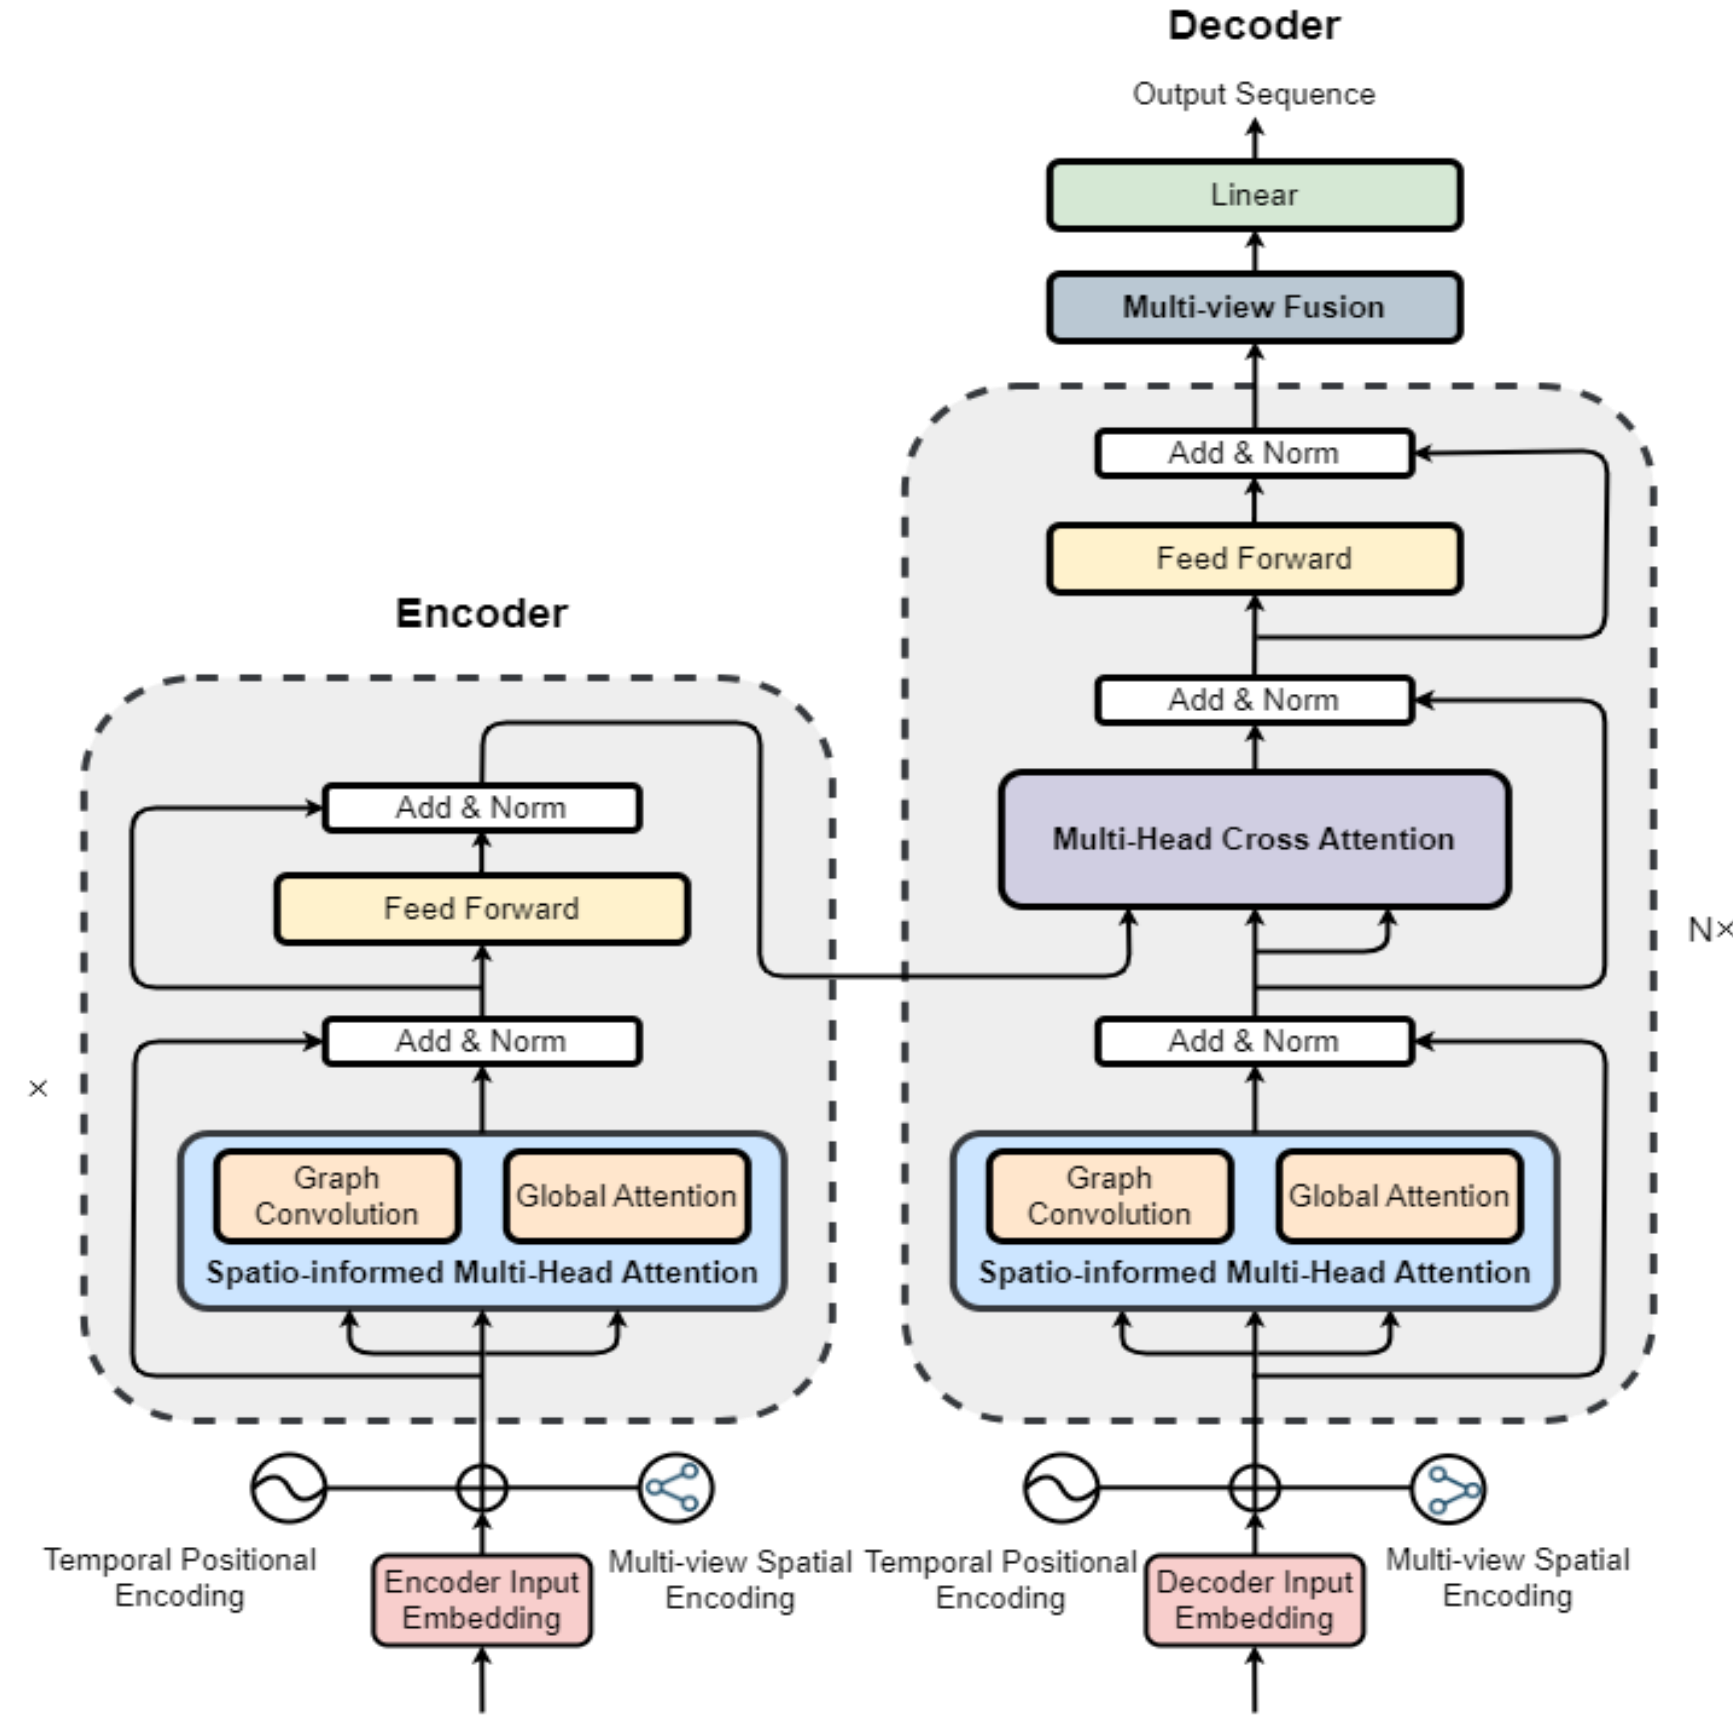 Decoder
Output Sequence
Linear
Multi-view Fusion
Add & Norm
Feed Forward
Add & Norm
Multi-Head Cross Attention
N×
Add & Norm
Graph
Convolution
Global Attention
Spatio-informed Multi-Head Attention
Temporal Positional
Encoding
Decoder Input
Embedding
Multi-view Spatial
Encoding
Encoder
Add & Norm
Feed Forward
Add & Norm
×
Graph
Convolution
Global Attention
Spatio-informed Multi-Head Attention
Temporal Positional
Encoding
Encoder Input
Embedding
Multi-view Spatial
Encoding